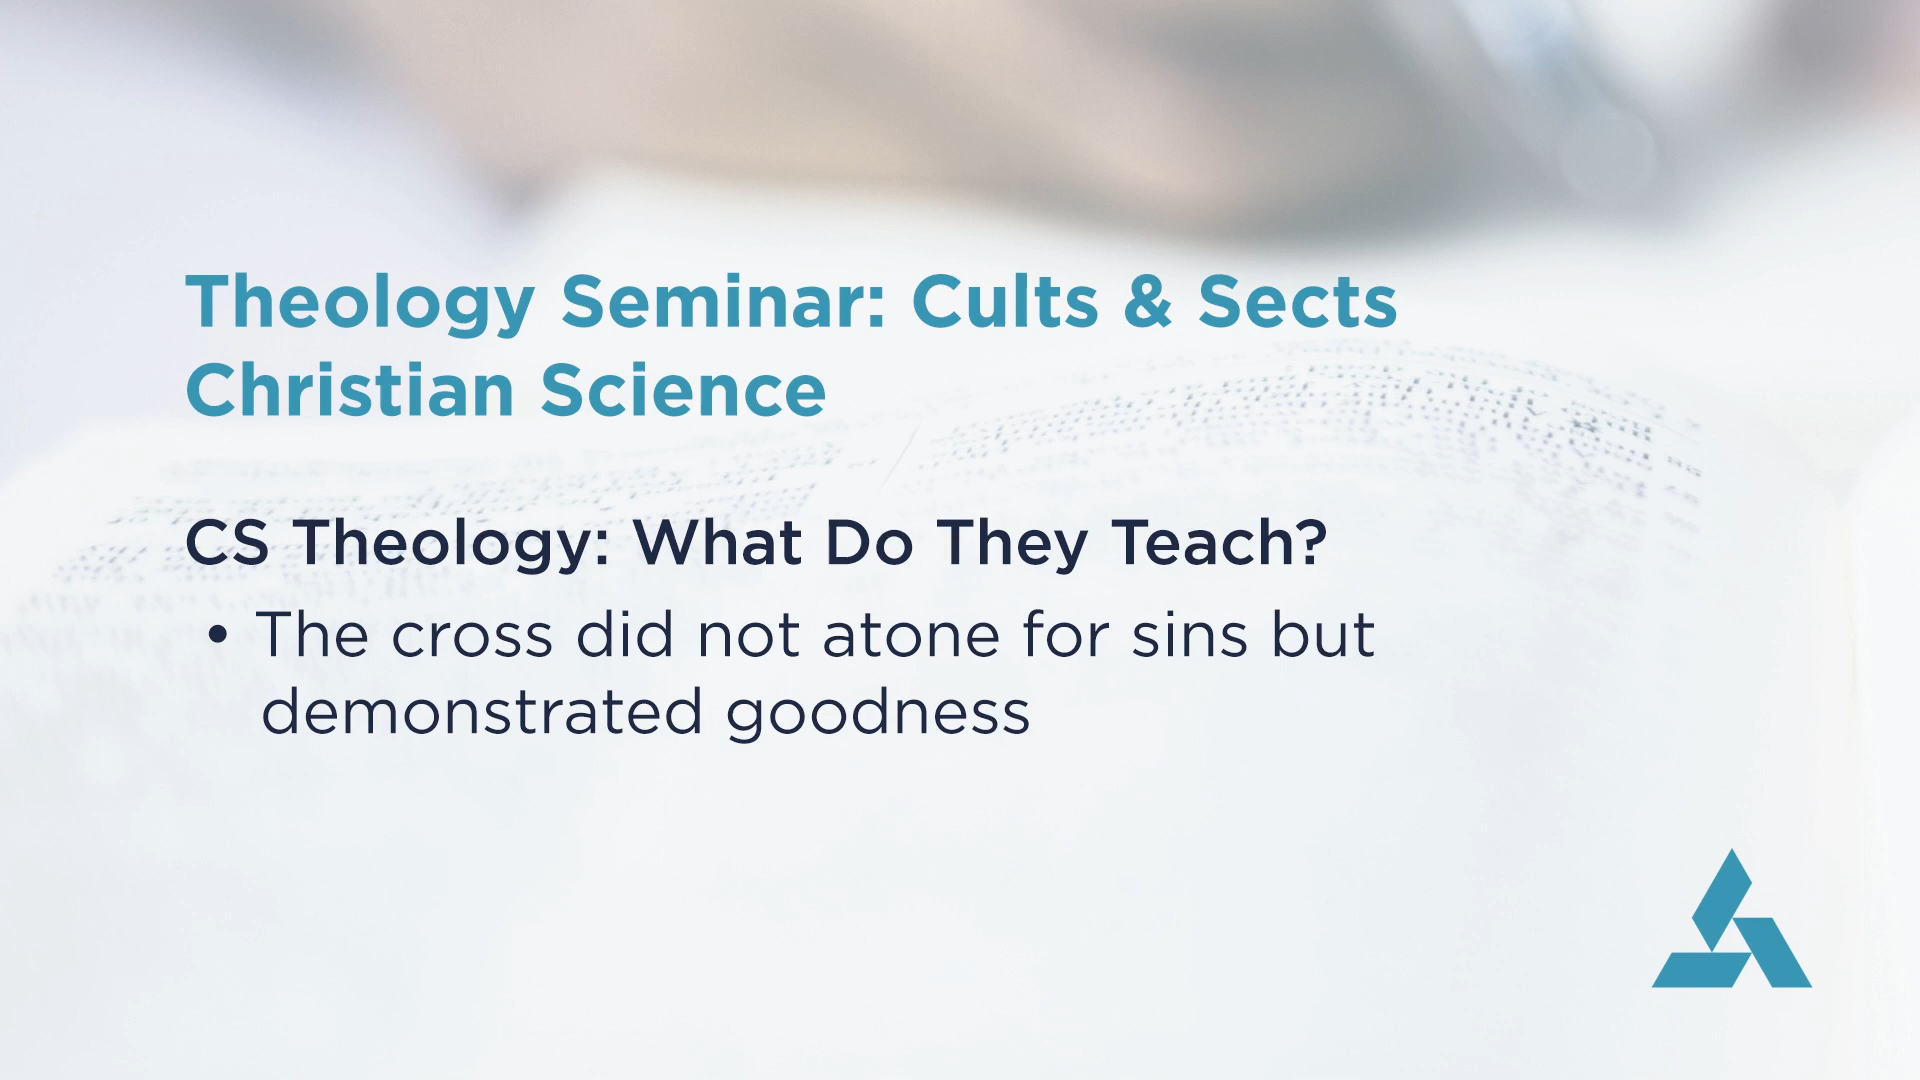 Theology Seminar: Cults & Sects
Christian Science
CS Theology: What Do They Teach?
• The cross did not atone for sins but
demonstrated goodness